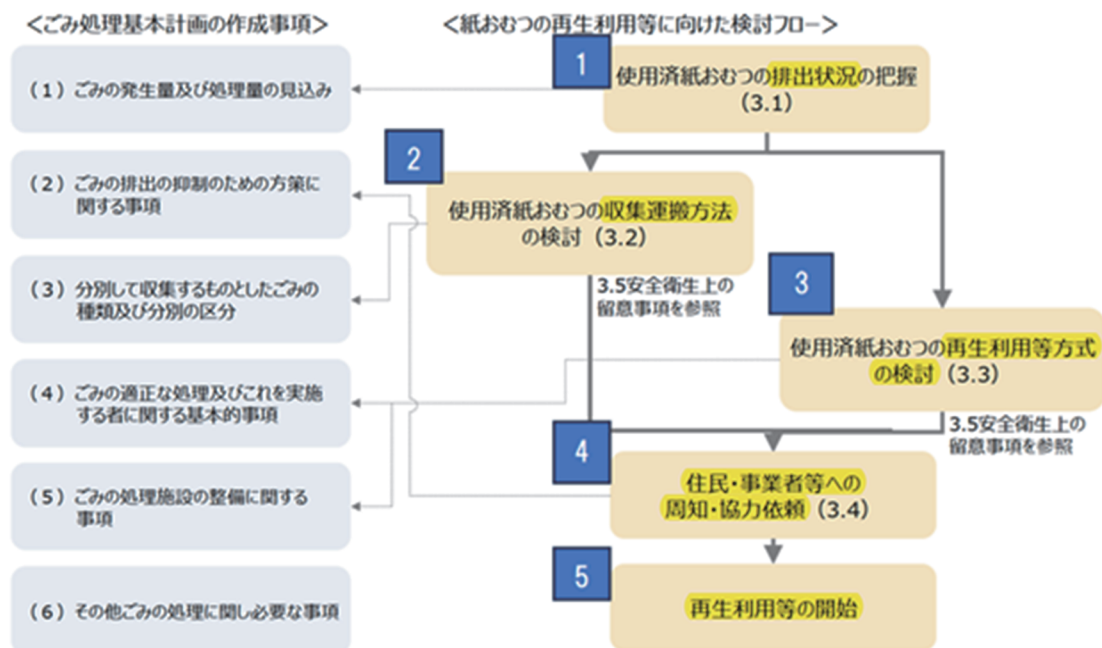 ＜ごみ処理基本計画の作成事項＞
（1）ごみの発生量及び処理量の見込み
（2）ごみの排出の抑制のための方策に
関する事項
（3）分別して収集するものとしたごみの
種類及び分別の区分
（4）ごみの適正な処理及びこれを実施
する者に関する基本的事項
（5）ごみの処理施設の整備に関する
事項
（6）その他ごみの処理に関し必要な事項
＜紙おむつの再生利用等に向けた検討フロー＞
1
使用済紙おむつの排出状況の把握
（3.1）
2
使用済紙おむつの収集運搬方法
の検討（3.2）
3.5安全衛生上の
留意事項を参照
3
使用済紙おむつの再生利用等方式
の検討（3.3）
3.5安全衛生上の
留意事項を参照
4
住民・事業者等への
周知・協力依頼（3.4）
5
再生利用等の開始